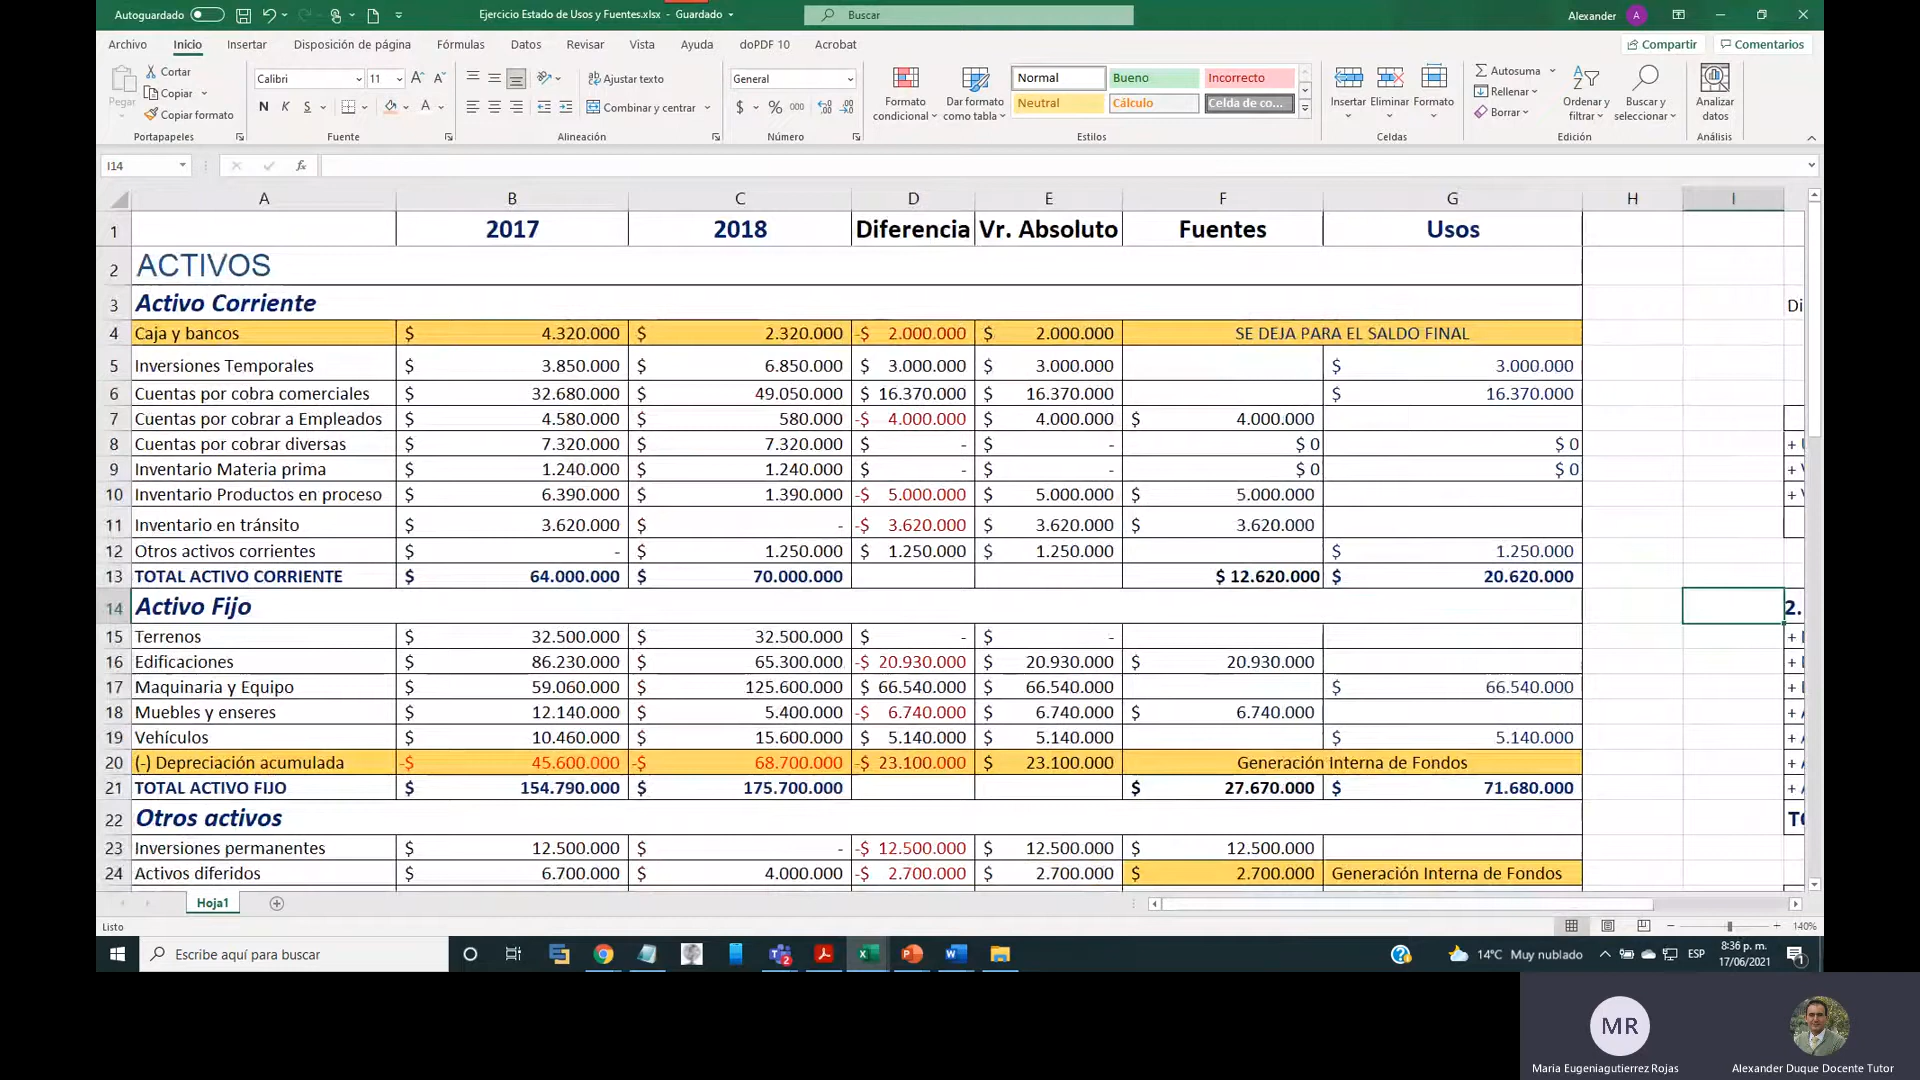 Autoguardado
Ejercicio Estado de Usos y Fuentes.xlsx - Guardado
Buscar
Alexander
A
Archivo Inicio Insertar Disposición de página Fórmulas Datos Revisar Vista Ayuda doPDF 10 Acrobat
Compartir Comentarios
Pegar
Cortar
Copiar
Copiar formato
Portapapeles
Calibri 11
N K S
Fuente
Ajustar texto
Combinar y centrar
Alineación
General
$ % 000
Número
Formato condicional
Dar formato como tabla
Normal Bueno Incorrecto
Neutral Cálculo Celda de co...
Estilos
Insertar Eliminar Formato
Celdas
Autosuma
Rellenar
Borrar
Ordenar y filtrar
Buscar y seleccionar
Edición
Analizar datos
Análisis
I14
fx
A B C D E F G H I
1 2017 2018 Diferencia Vr. Absoluto Fuentes Usos
2 ACTIVOS
3 Activo Corriente Di
4 Caja y bancos $ 4.320.000 $ 2.320.000 -$ 2.000.000 $ 2.000.000 SE DEJA PARA EL SALDO FINAL
5 Inversiones Temporales $ 3.850.000 $ 6.850.000 $ 3.000.000 $ 3.000.000 $ 3.000.000
6 Cuentas por cobra comerciales $ 32.680.000 $ 49.050.000 $ 16.370.000 $ 16.370.000 $ 16.370.000
7 Cuentas por cobrar a Empleados $ 4.580.000 $ 580.000 -$ 4.000.000 $ 4.000.000 $ 4.000.000
8 Cuentas por cobrar diversas $ 7.320.000 $ 7.320.000 $ - $ - $ 0 $ 0 +
9 Inventario Materia prima $ 1.240.000 $ 1.240.000 $ - $ - $ 0 $ 0 +
10 Inventario Productos en proceso $ 6.390.000 $ 1.390.000 -$ 5.000.000 $ 5.000.000 $ 5.000.000 +
11 Inventario en tránsito $ 3.620.000 $ - -$ 3.620.000 $ 3.620.000 $ 3.620.000
12 Otros activos corrientes $ - $ 1.250.000 $ 1.250.000 $ 1.250.000 $ 1.250.000
13 TOTAL ACTIVO CORRIENTE $ 64.000.000 $ 70.000.000 $ 12.620.000 $ 20.620.000
14 Activo Fijo 2.
15 Terrenos $ 32.500.000 $ 32.500.000 $ - $ - +
16 Edificaciones $ 86.230.000 $ 65.300.000 -$ 20.930.000 $ 20.930.000 $ 20.930.000 +
17 Maquinaria y Equipo $ 59.060.000 $ 125.600.000 $ 66.540.000 $ 66.540.000 $ 66.540.000 +
18 Muebles y enseres $ 12.140.000 $ 5.400.000 -$ 6.740.000 $ 6.740.000 $ 6.740.000 +
19 Vehículos $ 10.460.000 $ 15.600.000 $ 5.140.000 $ 5.140.000 $ 5.140.000 +
20 (-) Depreciación acumulada -$ 45.600.000 -$ 68.700.000 -$ 23.100.000 $ 23.100.000 Generación Interna de Fondos +
21 TOTAL ACTIVO FIJO $ 154.790.000 $ 175.700.000 $ 27.670.000 $ 71.680.000 +
22 Otros activos
23 Inversiones permanentes $ 12.500.000 $ - -$ 12.500.000 $ 12.500.000 $ 12.500.000
24 Activos diferidos $ 6.700.000 $ 4.000.000 -$ 2.700.000 $ 2.700.000 $ 2.700.000 Generación Interna de Fondos
Hoja1
Listo
140%
Escribe aquí para buscar
14°C Muy nublado
ESP
8:36 p. m.
17/06/2021
MR
Maria Eugeniagutierrez Rojas
Alexander Duque Docente Tutor